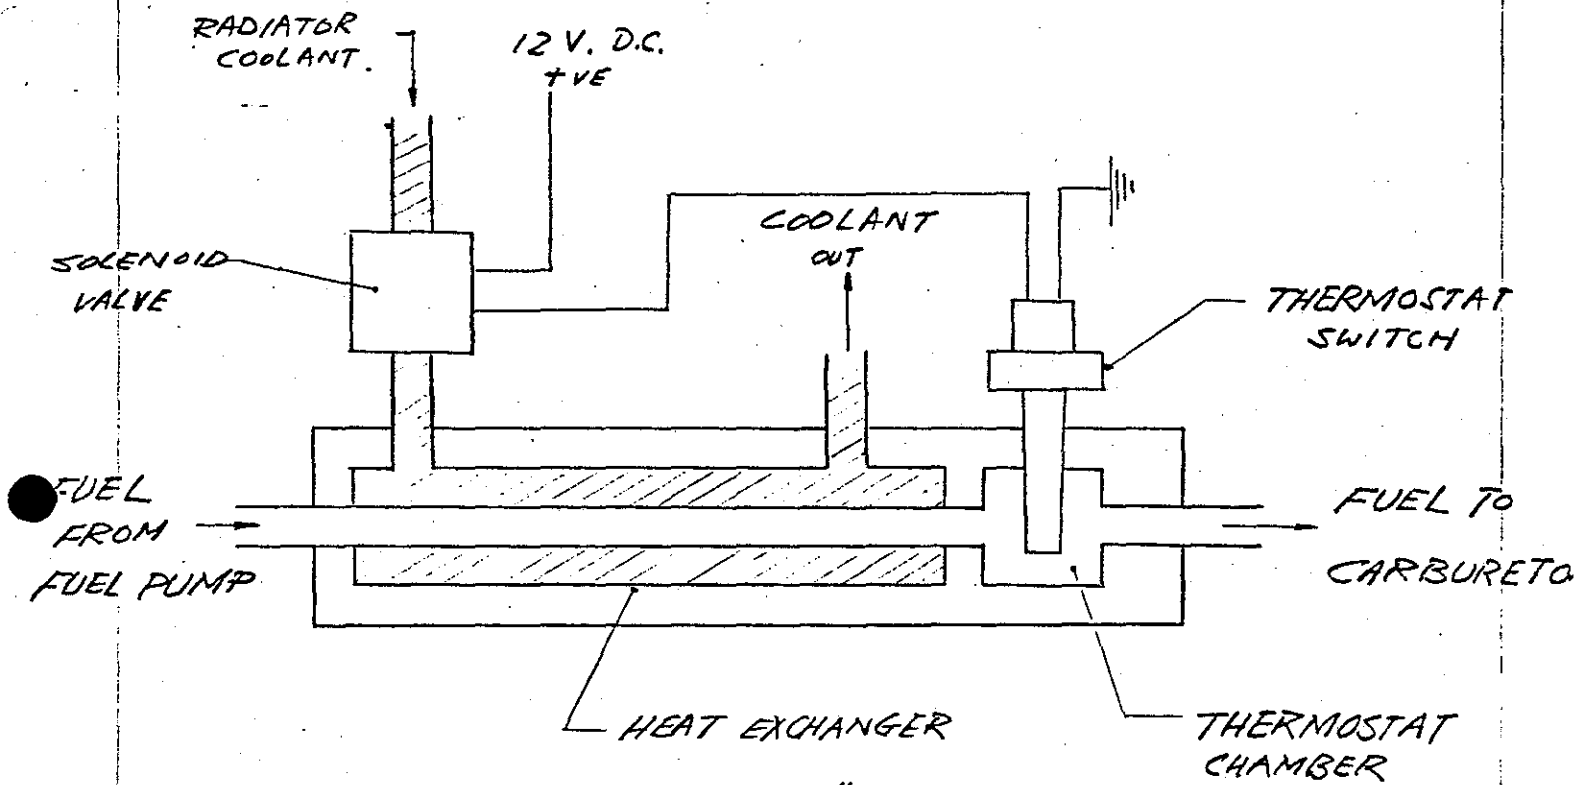 RADIATOR
COOLANT.
12 V. D.C.
+VE
COOLANT
OUT
SOLENOID
VALVE
THERMOSTAT
SWITCH
FUEL
FROM
FUEL PUMP
FUEL TO
CARBURETO
HEAT EXCHANGER
THERMOSTAT
CHAMBER